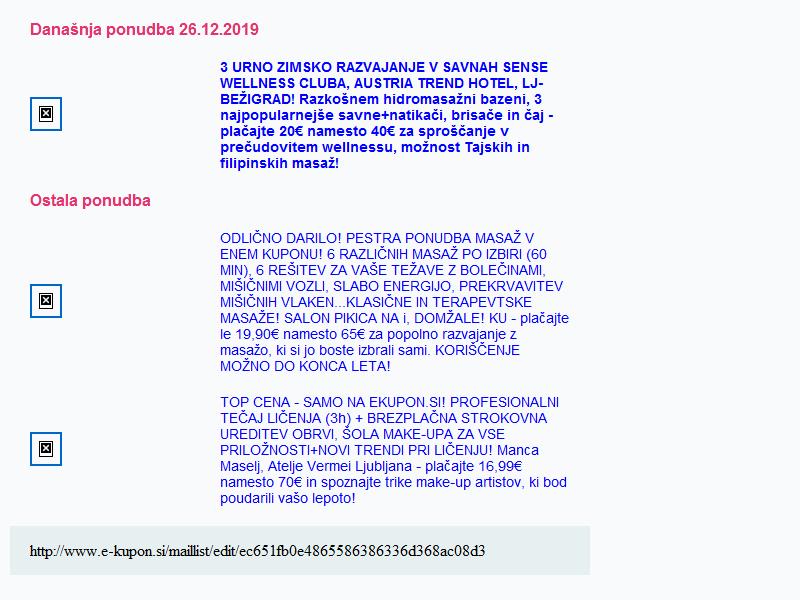 Današnja ponudba 26.12.2019
3 URNO ZIMSKO RAZVAJANJE V SAVNAH SENSE
WELLNESS CLUBA, AUSTRIA TREND HOTEL, LJ-
BEŽIGRAD! Razkošnem hidromasažni bazeni, 3
najpopularnejše savne+natikači, brisače in čaj -
plačajte 20€ namesto 40€ za sproščanje v
prečudovitem wellnessu, možnost Tajskih in
filipinskih masaž!
Ostala ponudba
ODLIČNO DARILO! PESTRA PONUDBA MASAŽ V
ENEM KUPONU! 6 RAZLIČNIH MASAŽ PO IZBIRI (60
MIN), 6 REŠITEV ZA VAŠE TEŽAVE Z BOLEČINAMI,
MIŠIČNIMI VOZLI, SLABO ENERGIJO, PREKRVAVITEV
MIŠIČNIH VLAKEN...KLASIČNE IN TERAPEVTSKE
MASAŽE! SALON PIKICA NA i, DOMŽALE! KU - plačajte
le 19,90€ namesto 65€ za popolno razvajanje z
masažo, ki si jo boste izbrali sami. KORIŠČENJE
MOŽNO DO KONCA LETA!
TOP CENA - SAMO NA EKUPON.SI! PROFESIONALNI
TEČAJ LIČENJA (3h) + BREZPLAČNA STROKOVNA
UREDITEV OBRVI, ŠOLA MAKE-UPA ZA VSE
PRILOŽNOSTI+NOVI TRENDI PRI LIČENJU! Manca
Maselj, Atelje Vermei Ljubljana - plačajte 16,99€
namesto 70€ in spoznajte trike make-up artistov, ki bod
poudarili vašo lepoto!
http://www.e-kupon.si/maillist/edit/ec651fb0e4865586386336d368ac08d3